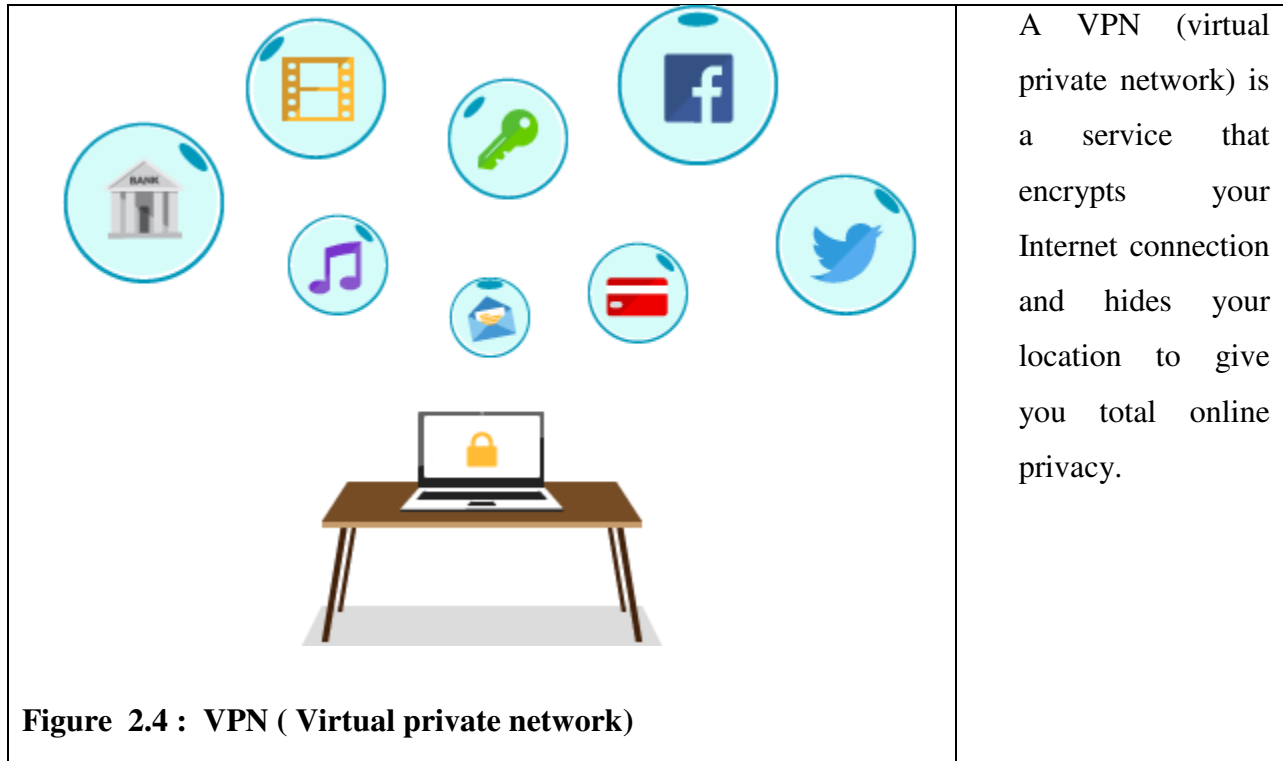 BANK
f
Figure 2.4 : VPN ( Virtual private network)
A VPN (virtual
private network) is
a service that
encrypts your
Internet connection
and hides your
location to give
you total online
privacy.